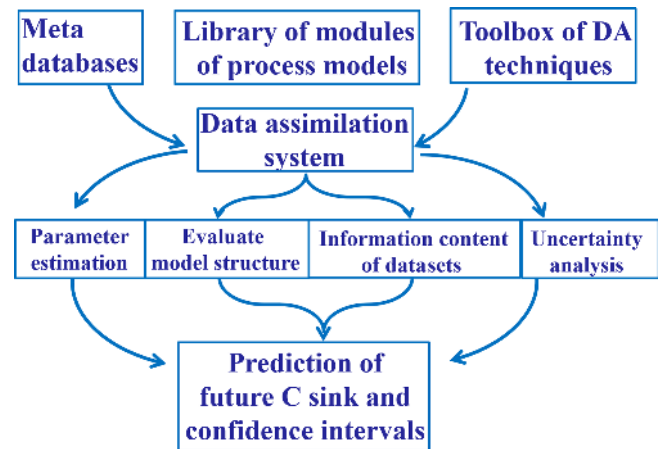 Meta
databases
Library of modules
of process models
Toolbox of DA
techniques
Data assimilation
system
Parameter
estimation
Evaluate
model structure
Information content
of datasets
Uncertainty
analysis
Prediction of
future C sink and
confidence intervals